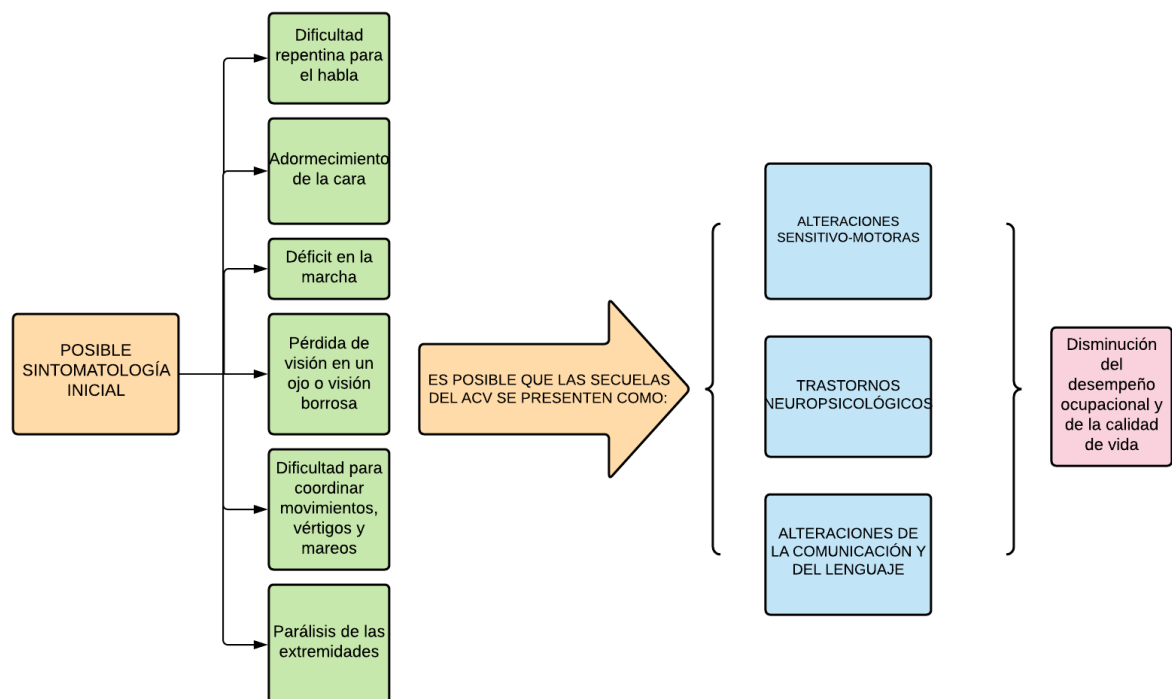 POSIBLE
SINTOMATOLOGÍA
INICIAL
Dificultad
repentina para
el habla
Adormecimiento
de la cara
Déficit en la
marcha
Pérdida de
visión en un
ojo o visión
borrosa
Dificultad para
coordinar
movimientos,
vértigos y
mareos
Parálisis de las
extremidades
ES POSIBLE QUE LAS SECUELAS
DEL ACV SE PRESENTEN COMO:
ALTERACIONES
SENSITIVO-MOTORAS
TRASTORNOS
NEUROPSICOLÓGICOS
ALTERACIONES DE
LA COMUNICACIÓN Y
DEL LENGUAJE
Disminución
del
desempeño
ocupacional y
de la calidad
de vida